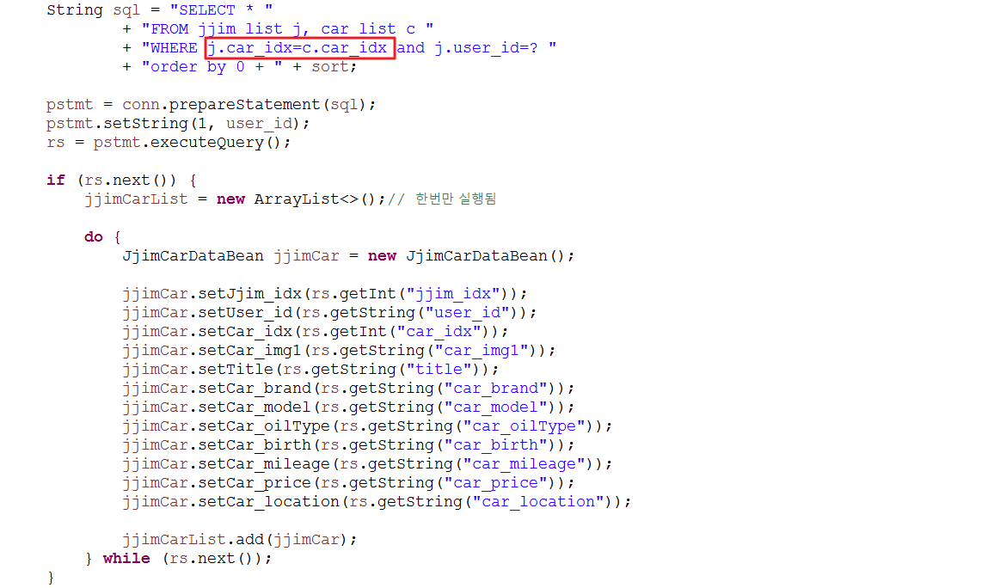 String sql = "SELECT * "
+ "FROM jjim list j, car list c "
+ "WHERE j.car_idx=c.car_idx and j.user_id=? "
+ "order by 0 + " + sort;
pstmt = conn.prepareStatement(sql);
pstmt.setString(1, user_id);
rs = pstmt.executeQuery();
if (rs.next()) {
jjimCarList = new ArrayList<>();// 한번만 실행됨
do {
JjimCarDataBean jjimCar = new JjimCarDataBean();
jjimCar.setJjim_idx(rs.getInt("jjim_idx"));
jjimCar.setUser_id(rs.getString("user_id"));
jjimCar.setCar_idx(rs.getInt("car_idx"));
jjimCar.setCar_img1(rs.getString("car_img1"));
jjimCar.setTitle(rs.getString("title"));
jjimCar.setCar_brand(rs.getString("car_brand"));
jjimCar.setCar_model(rs.getString("car_model"));
jjimCar.setCar_oilType(rs.getString("car_oilType"));
jjimCar.setCar_birth(rs.getString("car_birth"));
jjimCar.setCar_mileage(rs.getString("car_mileage"));
jjimCar.setCar_price(rs.getString("car_price"));
jjimCar.setCar_location(rs.getString("car_location"));
jjimCarList.add(jjimCar);
} while (rs.next());
}